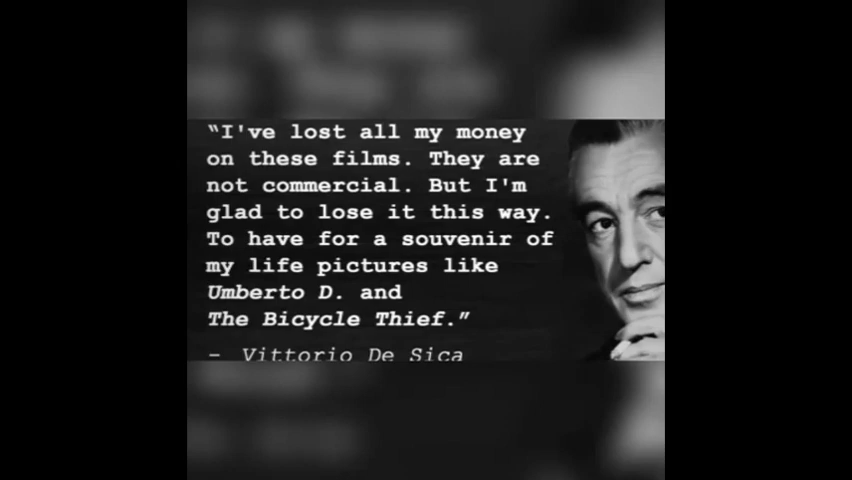 “I've lost all my money
on these films. They are
not commercial. But I'm
glad to lose it this way.
To have for a souvenir of
my life pictures like
Umberto D. and
The Bicycle Thief.”
- Vittorio De Sica